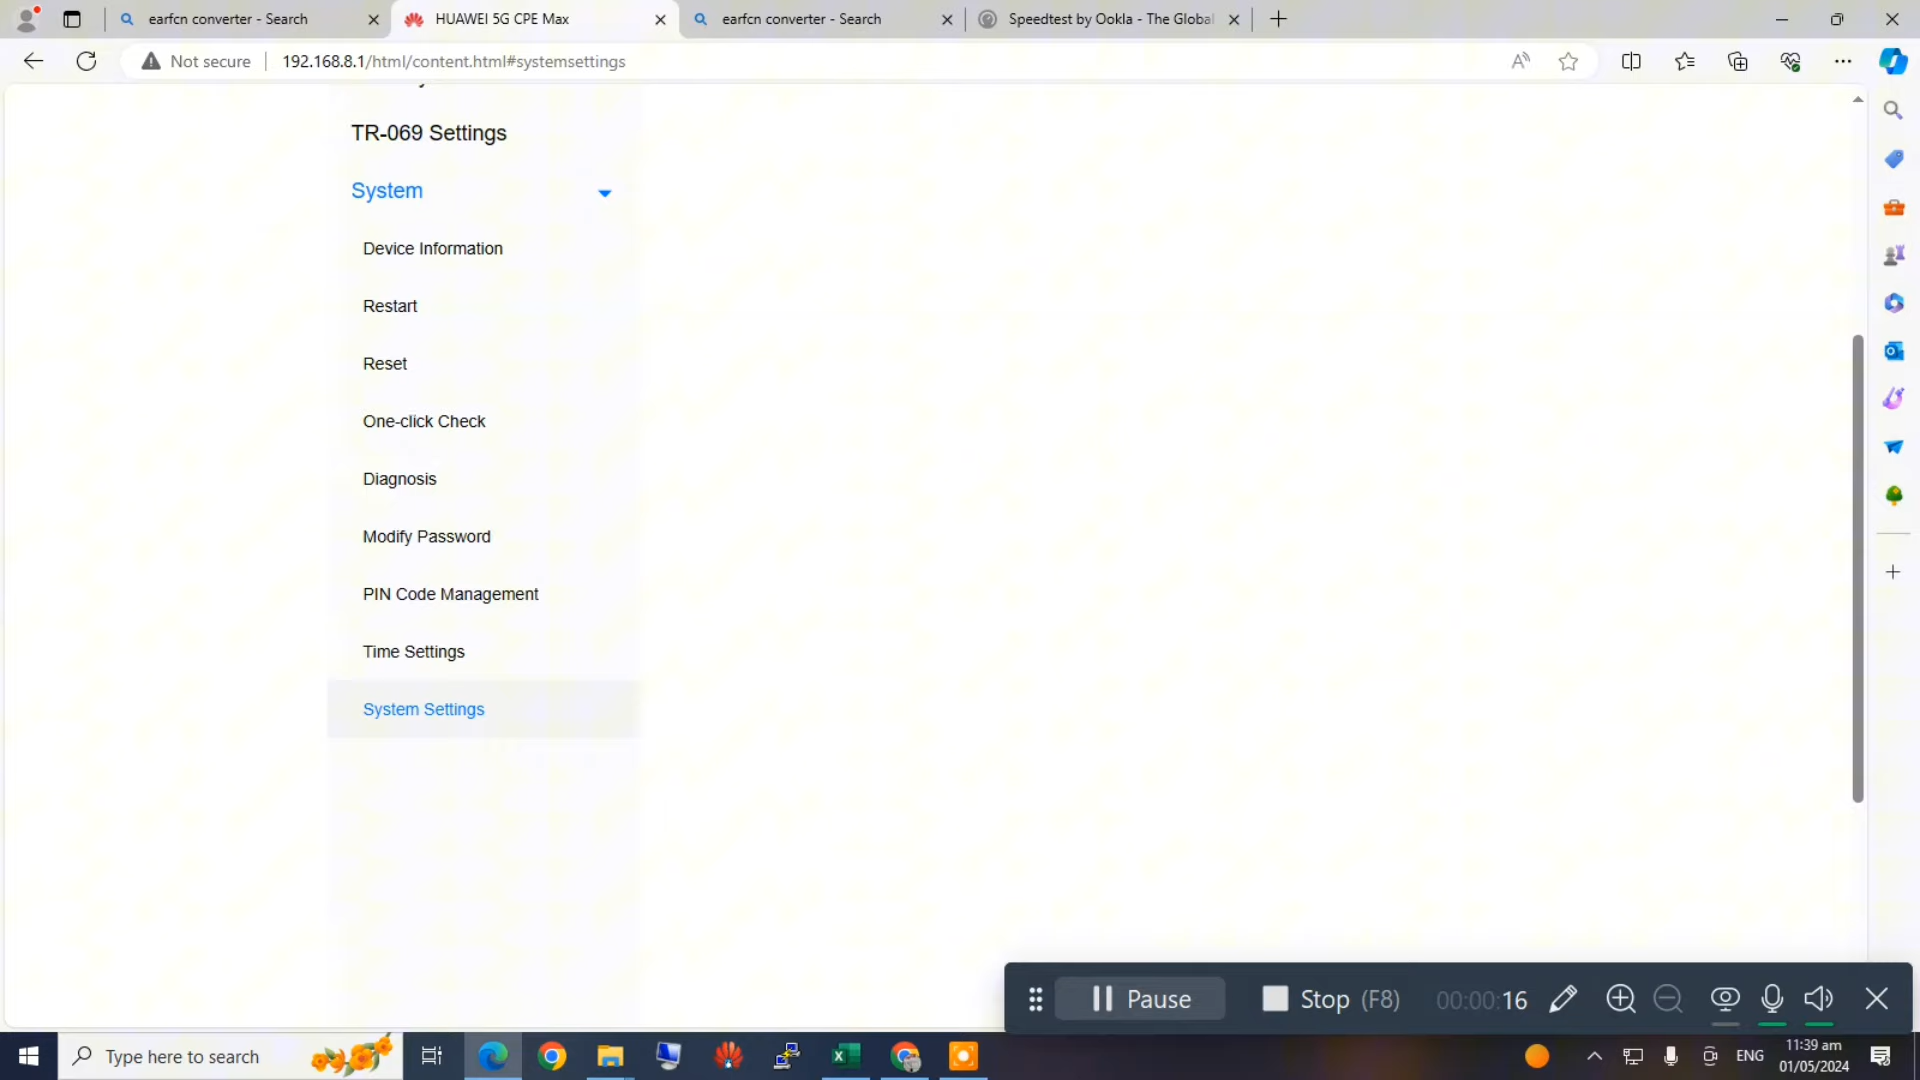 earfcn converter - Search
HUAWEI 5G CPE Max
earfcn converter - Search
Speedtest by Ookla - The Global
Not secure
192.168.8.1/html/content.html#systemsettings
TR-069 Settings
System
Device Information
Restart
Reset
One-click Check
Diagnosis
Modify Password
PIN Code Management
Time Settings
System Settings
Pause
Stop (F8)
00:00:16
Type here to search
ENG
11:39 am
01/05/2024